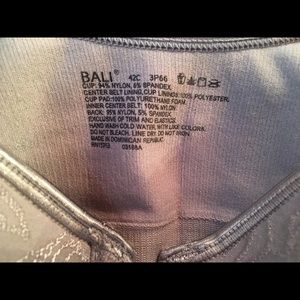 BALI® 42C 3P66
CUP: 94% NYLON, 6% SPANDEX
CENTER BELT LINING, CUP LINING: 100% POLYESTER.
CUP PAD: 100% POLYURETHANE FOAM.
INNER CENTER BELT: 100% NYLON.
BACK: 95% NYLON, 5% SPANDEX.
EXCLUSIVE OF TRIM AND ELASTICS.
HAND WASH COLD WATER, WITH LIKE COLORS.
DO NOT BLEACH. LINE DRY. DO NOT IRON.
MADE IN DOMINICAN REPUBLIC